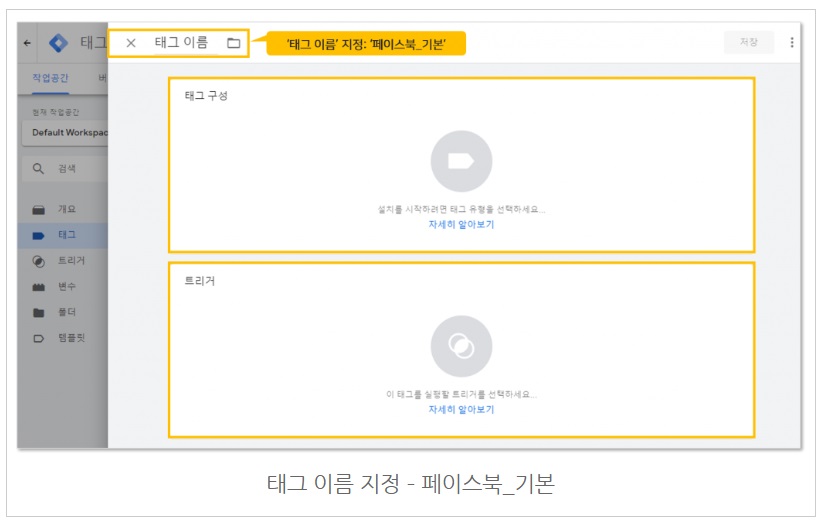 태그
태그 이름
'태그 이름' 지정: '페이스북_기본'
저장
작업공간
버
현재 작업공간
Default Workspac
검색
개요
태그
트리거
변수
폴더
템플릿
태그 구성
설치를 시작하려면 태그 유형을 선택하세요...
자세히 알아보기
트리거
이 태그를 실행할 트리거를 선택하세요...
자세히 알아보기
태그 이름 지정 - 페이스북_기본